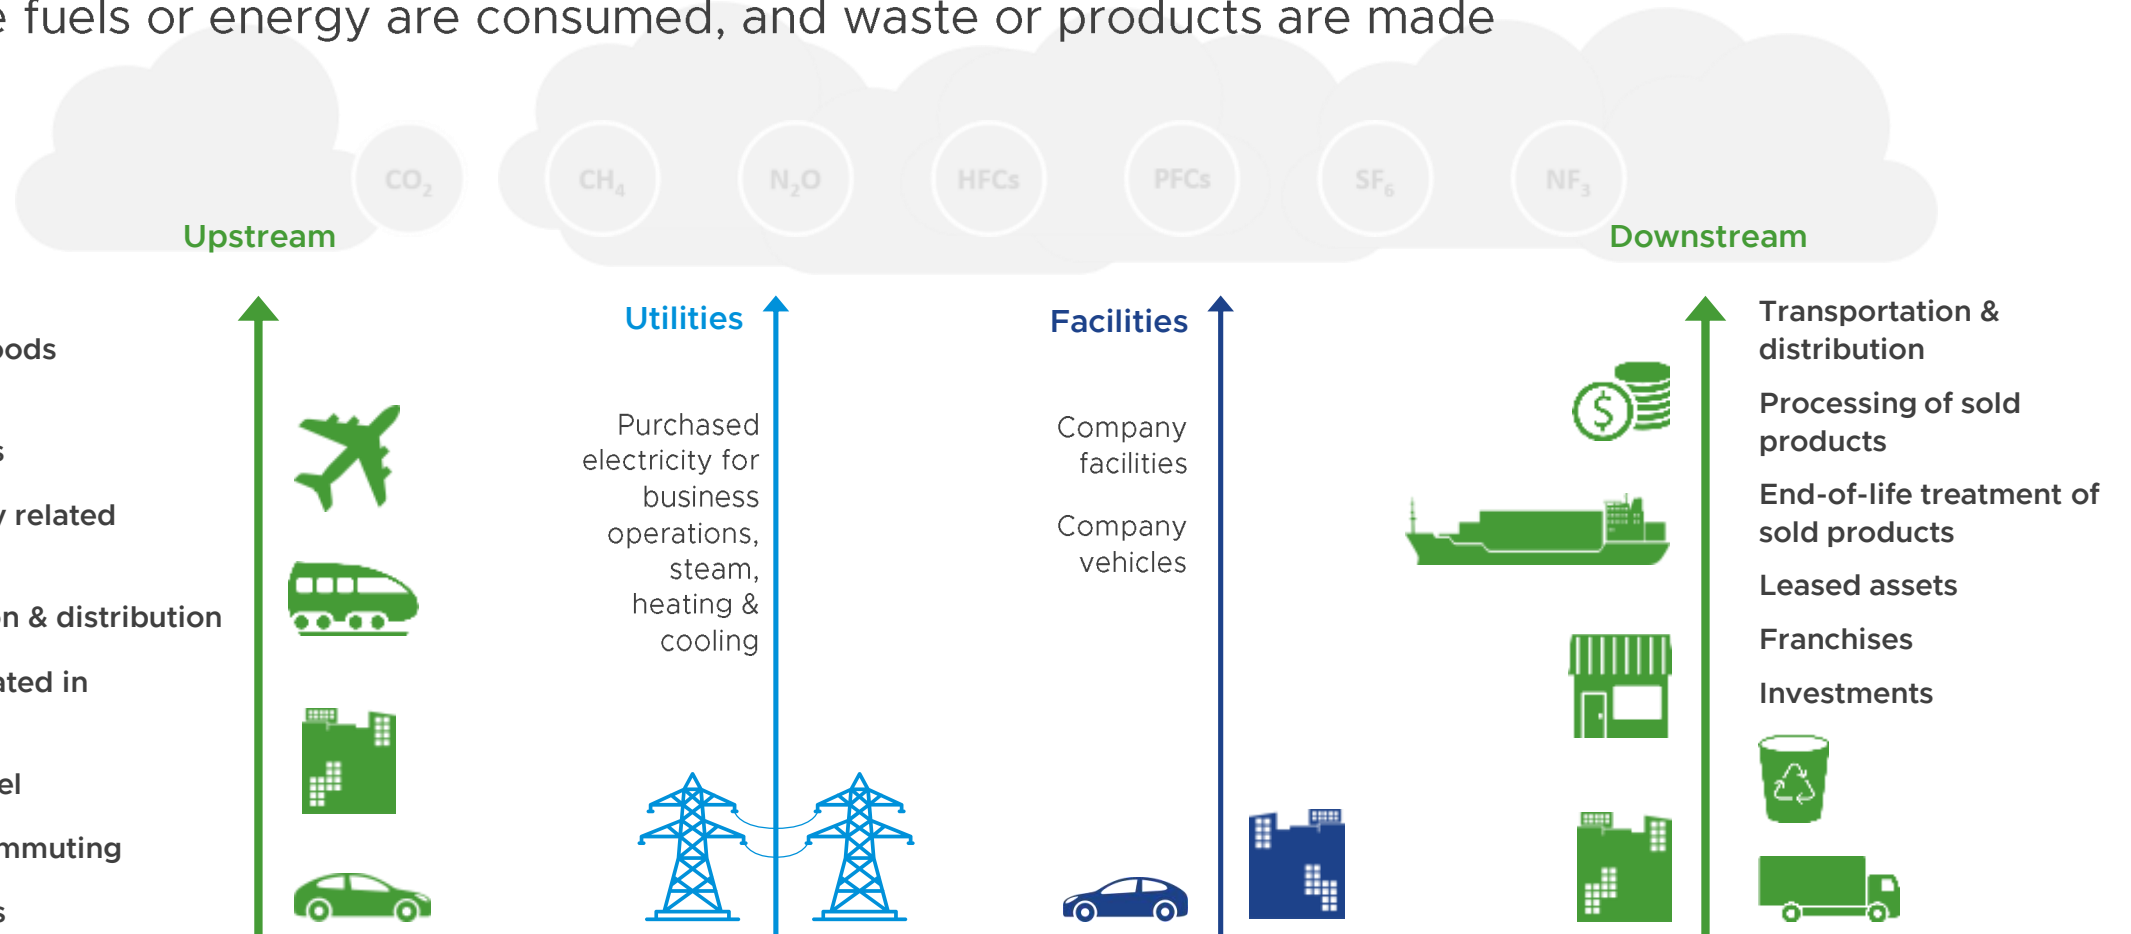 e fuels or energy are consumed, and waste or products are made
CO₂ CH₄ N₂O HFCs PFCs SF₆ NF₃
Upstream
oods
s
y related
n & distribution
ated in
el
mmuting
s
Utilities
Purchased
electricity for
business
operations,
steam,
heating &
cooling
Facilities
Company
facilities
Company
vehicles
Downstream
Transportation &
distribution
Processing of sold
products
End-of-life treatment of
sold products
Leased assets
Franchises
Investments
$